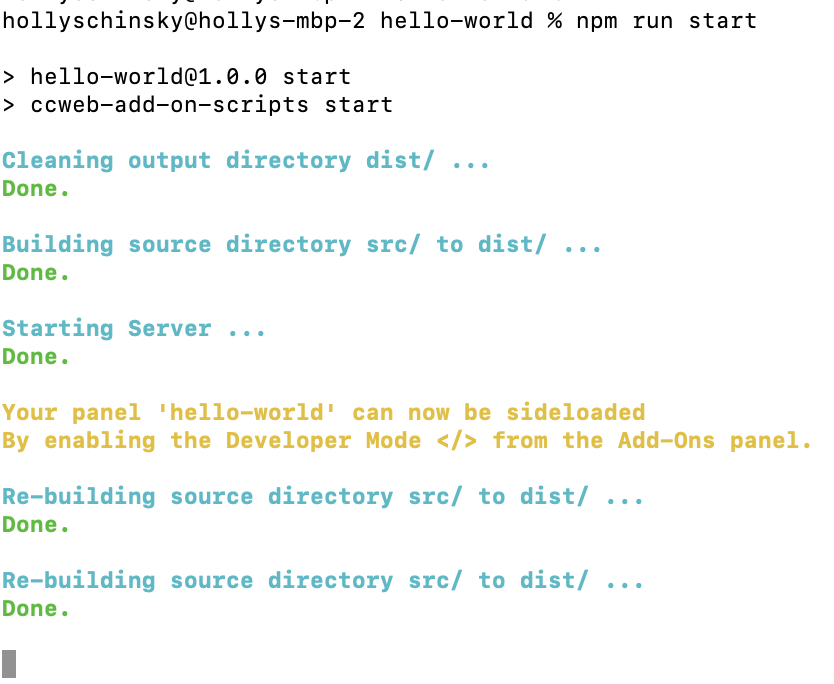 hollyschinsky@hollys-mbp-2 hello-world % npm run start
> hello-world@1.0.0 start
> ccweb-add-on-scripts start
Cleaning output directory dist/ ...
Done.
Building source directory src/ to dist/ ...
Done.
Starting Server ...
Done.
Your panel 'hello-world' can now be sideloaded
By enabling the Developer Mode </> from the Add-Ons panel.
Re-building source directory src/ to dist/ ...
Done.
Re-building source directory src/ to dist/ ...
Done.